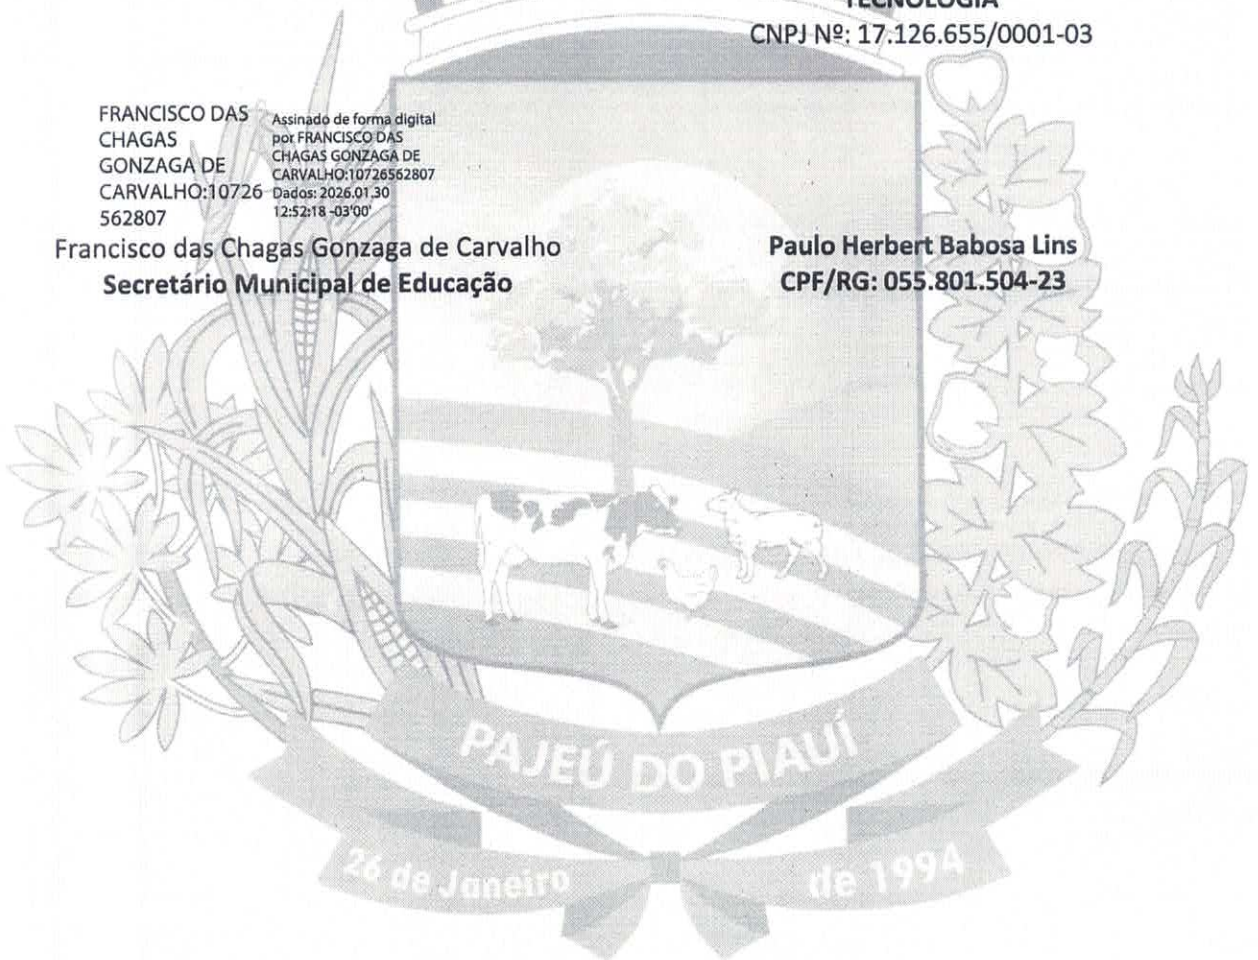 TECNOLOGIA
CNPJ Nº: 17.126.655/0001-03
FRANCISCO DAS
CHAGAS
GONZAGA DE
CARVALHO:10726
562807
Assinado de forma digital
por FRANCISCO DAS
CHAGAS GONZAGA DE
CARVALHO:10726562807
Dados: 2026.01.30
12:52:18 -03'00'
Francisco das Chagas Gonzaga de Carvalho
Secretário Municipal de Educação
Paulo Herbert Babosa Lins
CPF/RG: 055.801.504-23
PAJEÚ DO PIAUÍ
26 de Janeiro de 1994